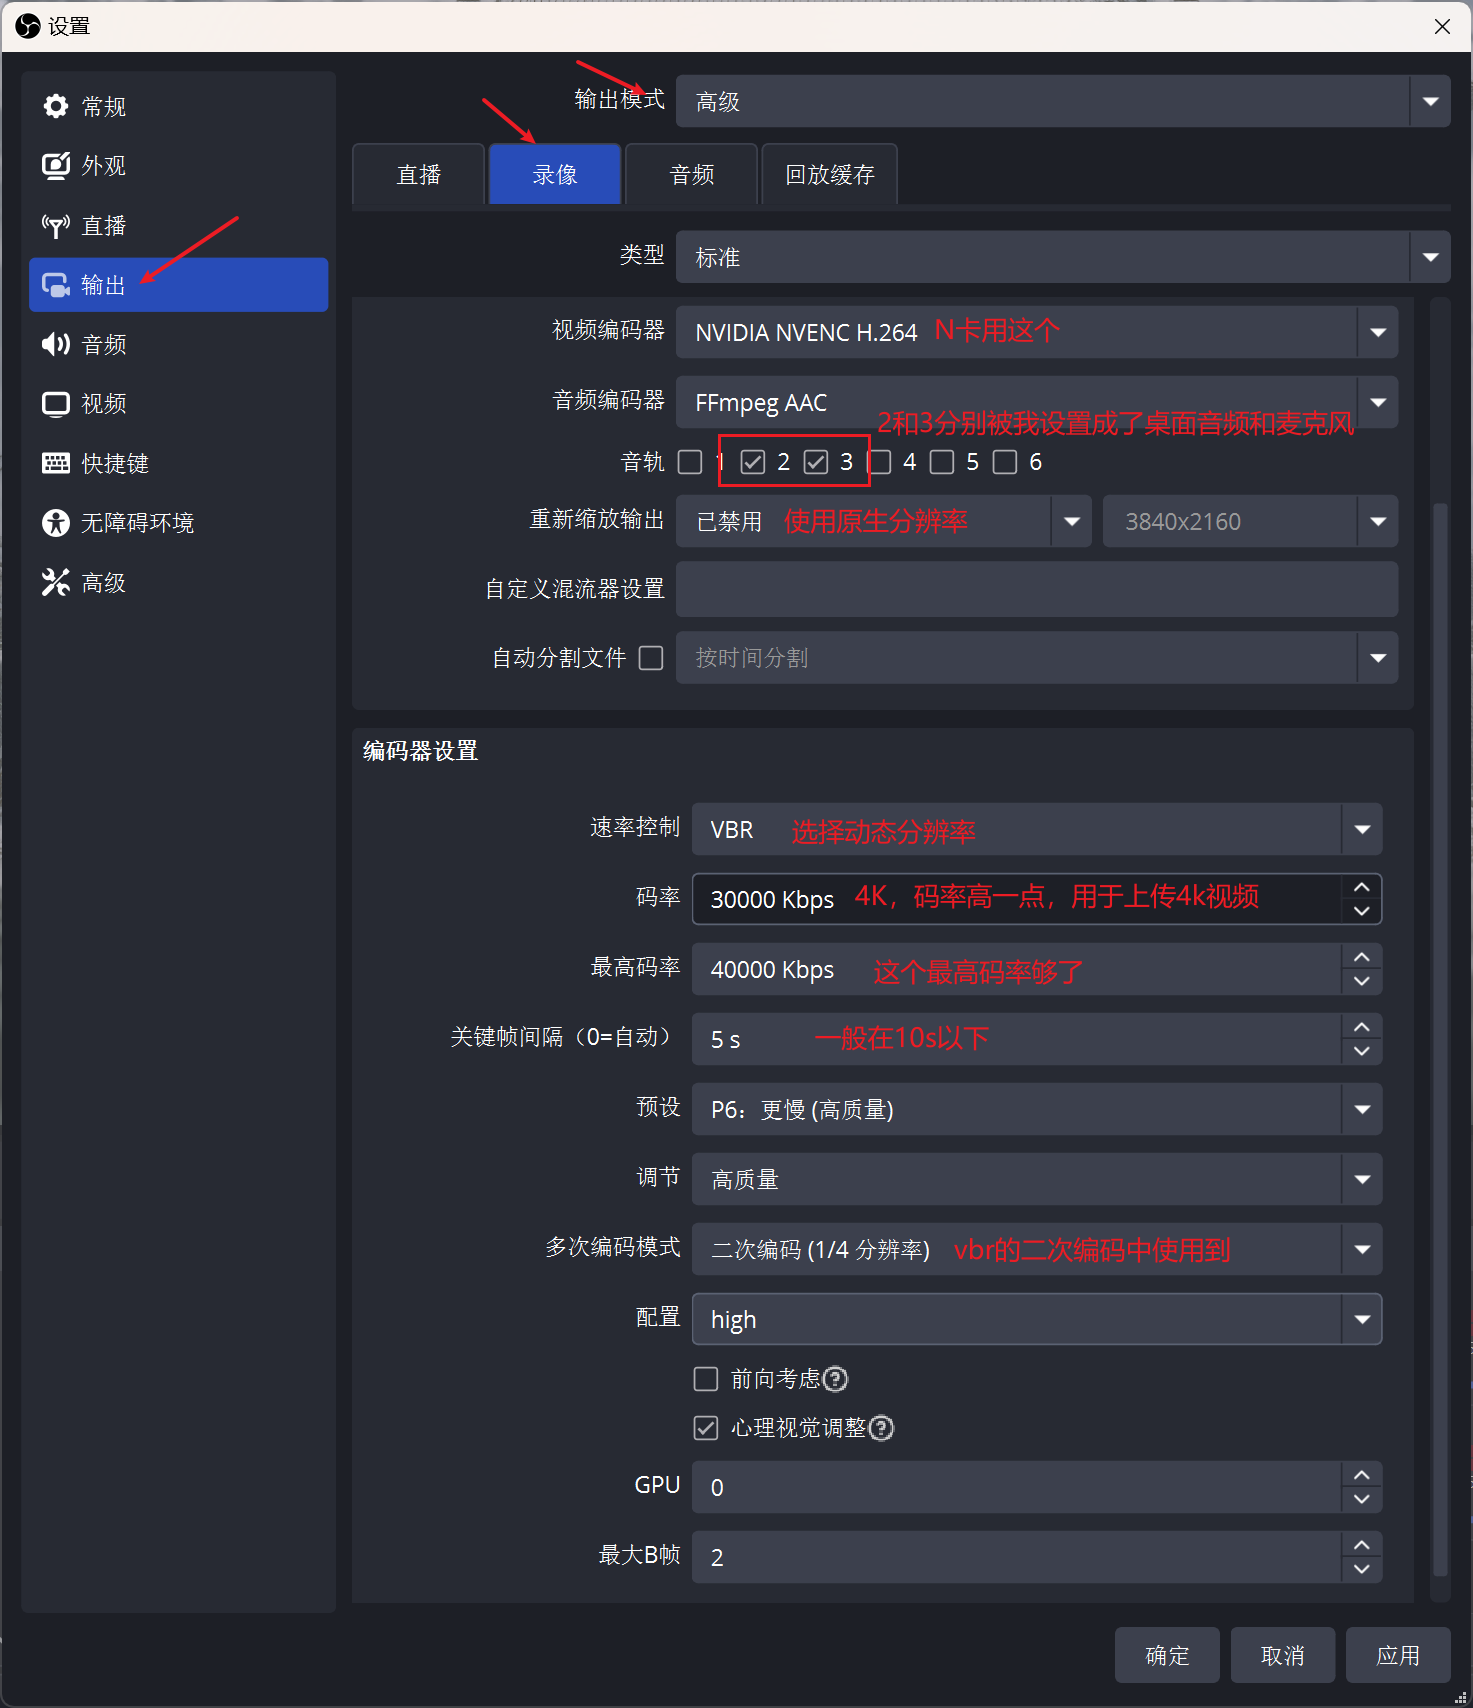 设置
常规
外观
直播
输出
音频
视频
快捷键
无障碍环境
高级
输出模式 高级
直播 录像 音频 回放缓存
类型 标准
视频编码器 NVIDIA NVENC H.264 N卡用这个
音频编码器 FFmpeg AAC
2和3分别被我设置成了桌面音频和麦克风
音轨 1 2 3 4 5 6
重新缩放输出 已禁用 使用原生分辨率 3840x2160
自定义混流器设置
自动分割文件 按时间分割
编码器设置
速率控制 VBR 选择动态分辨率
码率 30000 Kbps 4K，码率高一点，用于上传4k视频
最高码率 40000 Kbps 这个最高码率够了
关键帧间隔（0=自动） 5 s 一般在10s以下
预设 P6：更慢 (高质量)
调节 高质量
多次编码模式 二次编码 (1/4 分辨率) vbr的二次编码中使用到
配置 high
前向考虑?
心理视觉调整?
GPU 0
最大B帧 2
确定 取消 应用